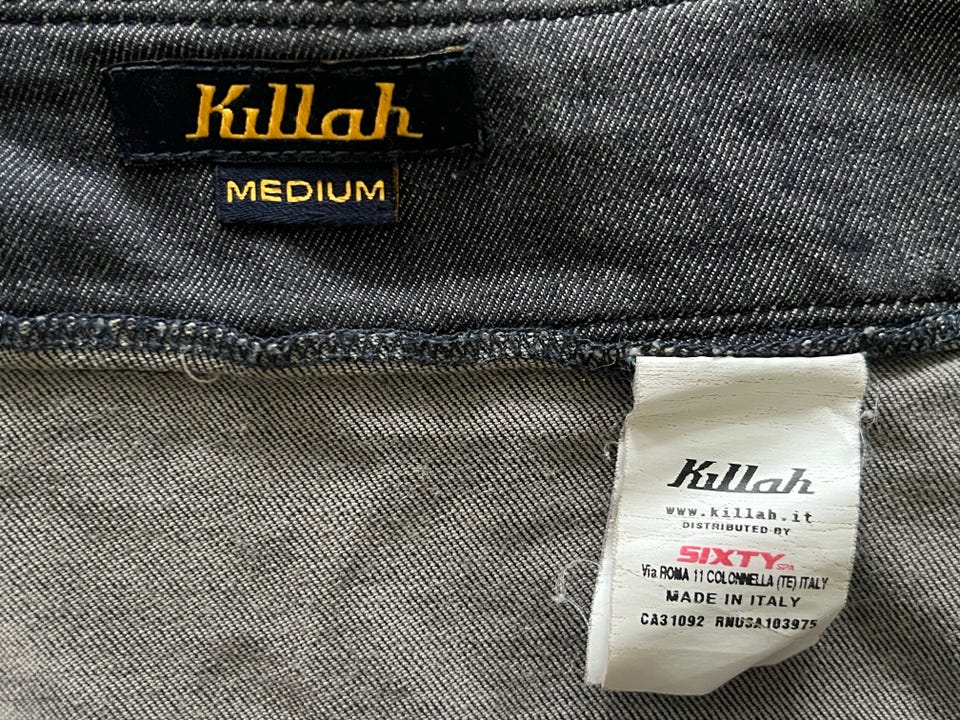 Killah
MEDIUM
Killah
www.killah.it
DISTRIBUTED BY
SIXTY SPA
Via ROMA 11 COLONNELLA (TE) ITALY
MADE IN ITALY
CA31092 RNUSA103975